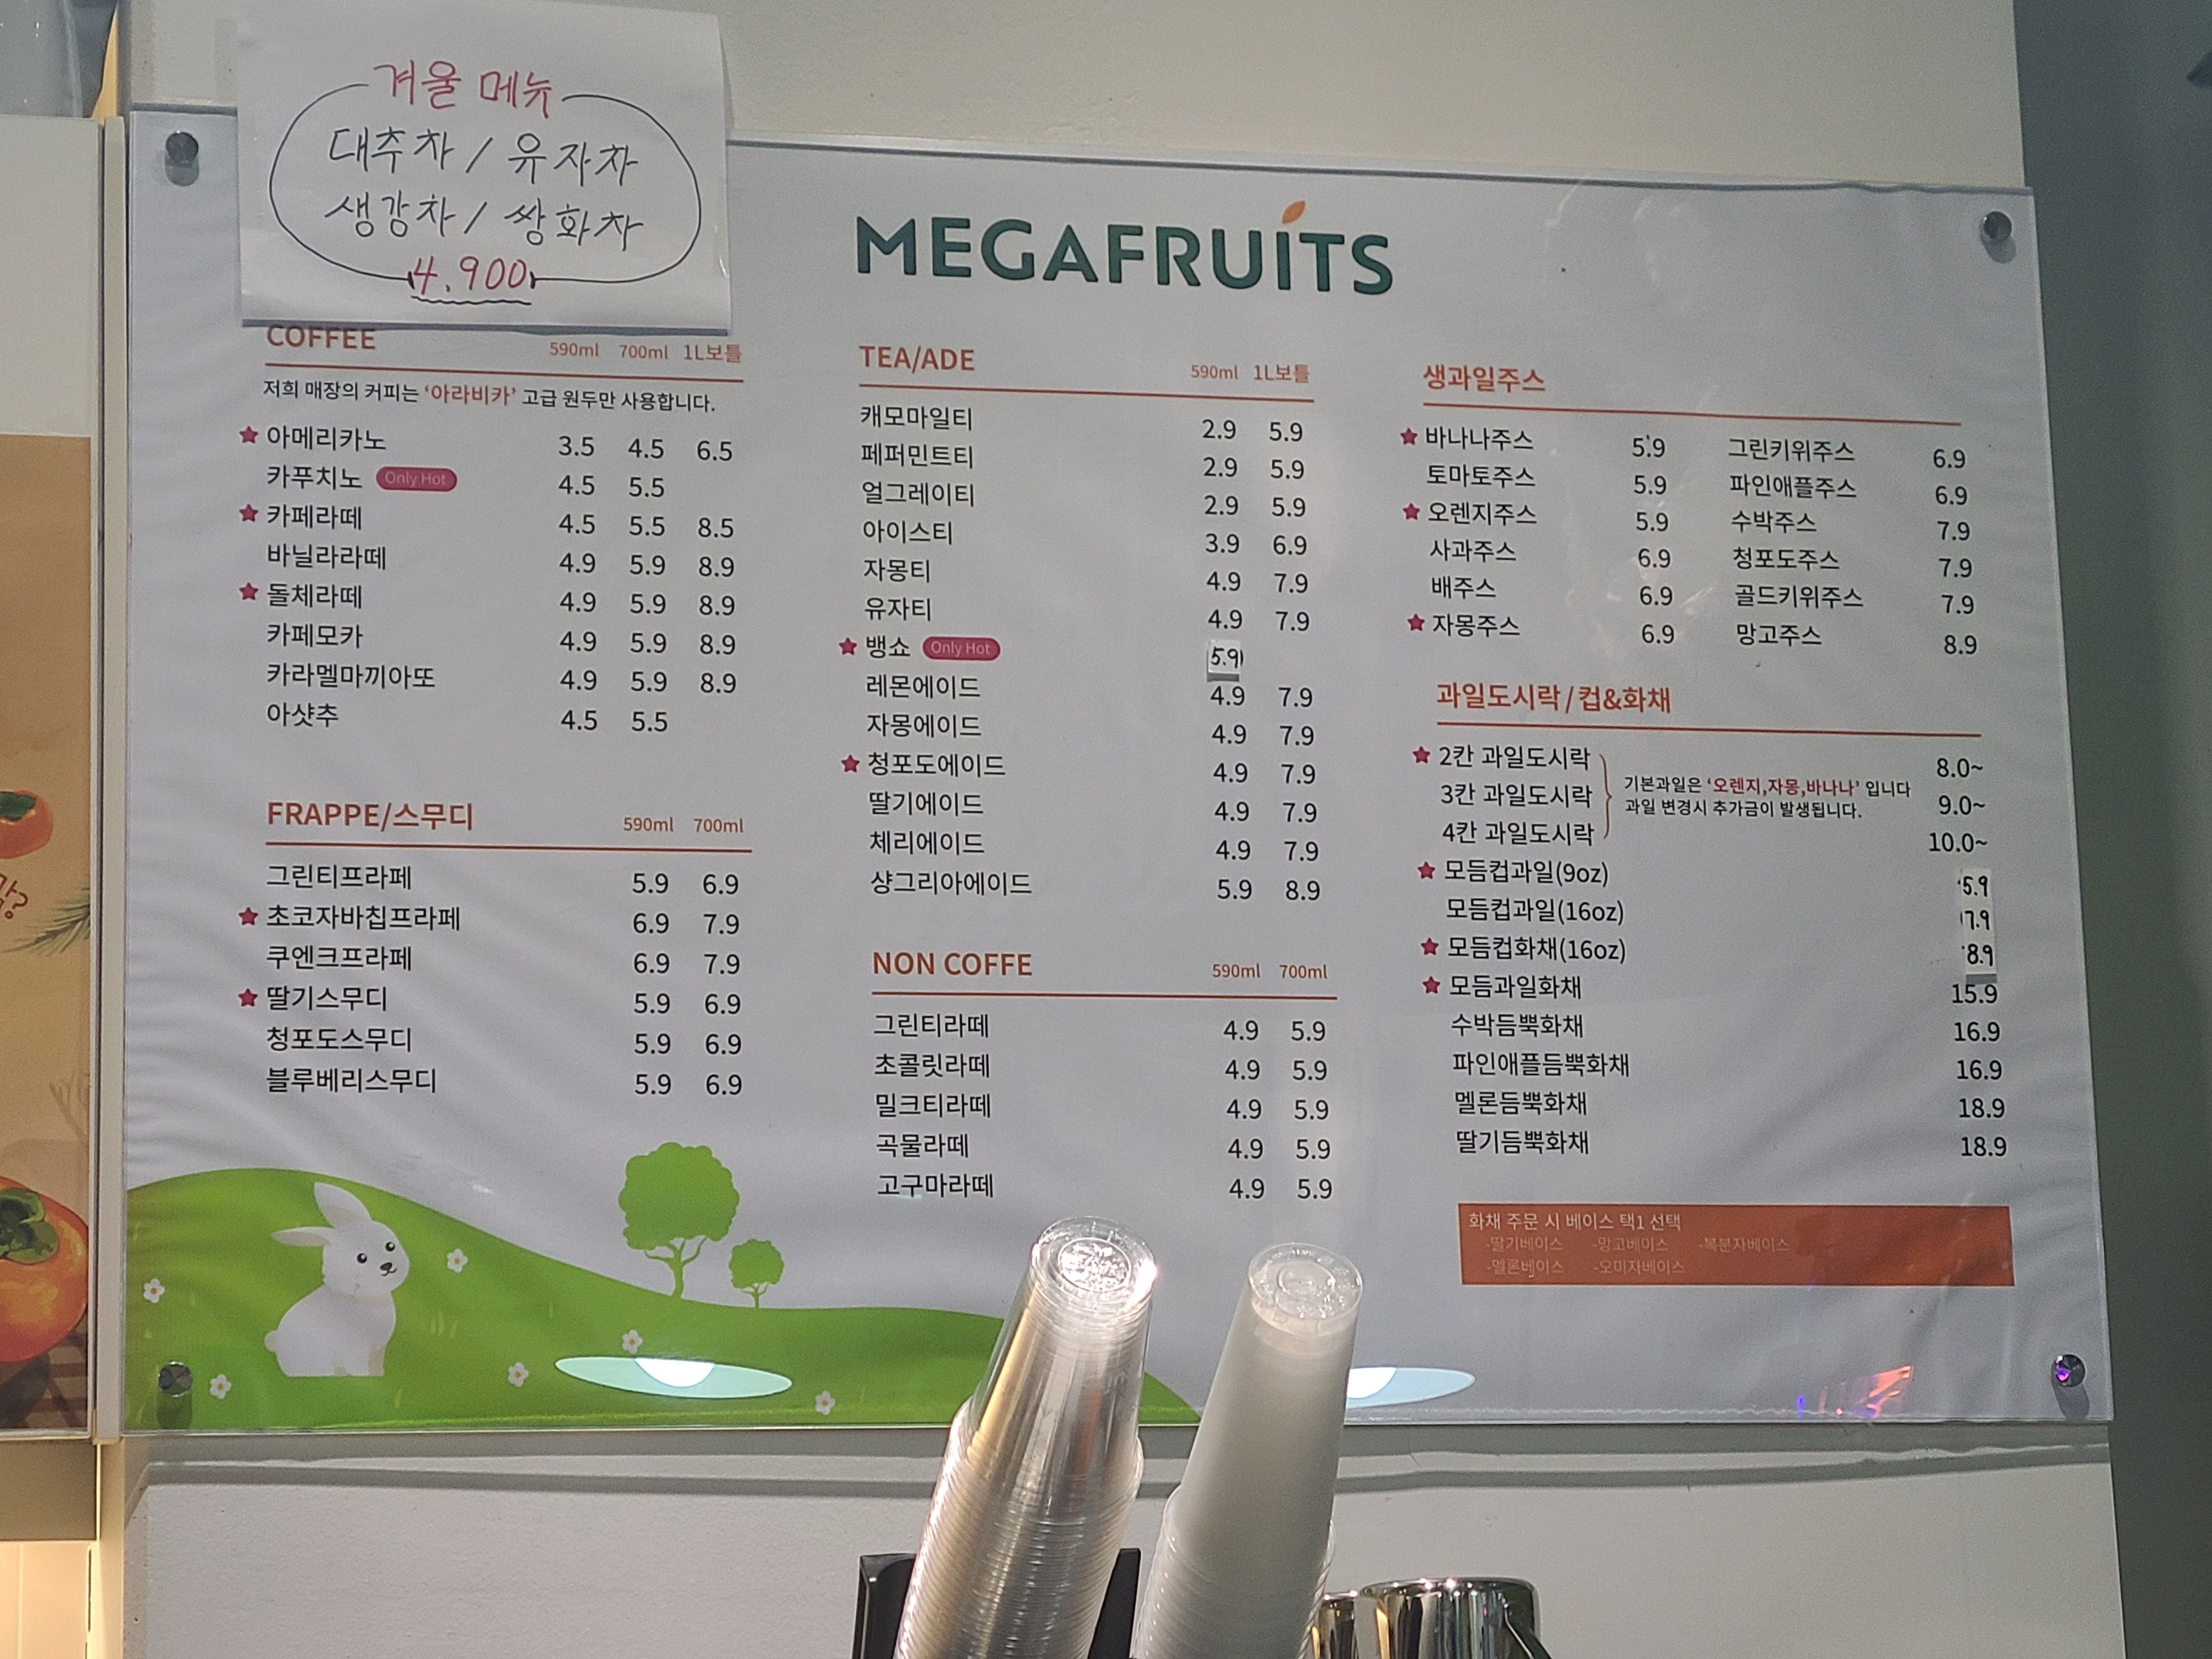 겨울 메뉴
대추차 / 유자차
생강차 / 쌍화차
4.900
MEGAFRUITS
COFFEE 590ml 700ml 1L보틀
저희 매장의 커피는 ‘아라비카’ 고급 원두만 사용합니다.
아메리카노 3.5 4.5 6.5
카푸치노 Only Hot 4.5 5.5
카페라떼 4.5 5.5 8.5
바닐라라떼 4.9 5.9 8.9
돌체라떼 4.9 5.9 8.9
카페모카 4.9 5.9 8.9
카라멜마끼아또 4.9 5.9 8.9
아샷추 4.5 5.5
FRAPPE/스무디 590ml 700ml
그린티프라페 5.9 6.9
초코자바칩프라페 6.9 7.9
쿠엔크프라페 6.9 7.9
딸기스무디 5.9 6.9
청포도스무디 5.9 6.9
블루베리스무디 5.9 6.9
TEA/ADE 590ml 1L보틀
캐모마일티 2.9 5.9
페퍼민트티 2.9 5.9
얼그레이티 2.9 5.9
아이스티 3.9 6.9
자몽티 4.9 7.9
유자티 4.9 7.9
뱅쇼 Only Hot 5.9
레몬에이드 4.9 7.9
자몽에이드 4.9 7.9
청포도에이드 4.9 7.9
딸기에이드 4.9 7.9
체리에이드 4.9 7.9
샹그리아에이드 5.9 8.9
NON COFFE 590ml 700ml
그린티라떼 4.9 5.9
초콜릿라떼 4.9 5.9
밀크티라떼 4.9 5.9
곡물라떼 4.9 5.9
고구마라떼 4.9 5.9
생과일주스
바나나주스 5.9 그린키위주스 6.9
토마토주스 5.9 파인애플주스 6.9
오렌지주스 5.9 수박주스 7.9
사과주스 6.9 청포도주스 7.9
배주스 6.9 골드키위주스 7.9
자몽주스 6.9 망고주스 8.9
과일도시락/컵&화채
2칸 과일도시락 8.0~
3칸 과일도시락 9.0~
4칸 과일도시락 10.0~
기본과일은 ‘오렌지,자몽,바나나’ 입니다
과일 변경시 추가금이 발생됩니다.
모듬컵과일(9oz) 5.9
모듬컵과일(16oz) 7.9
모듬컵화채(16oz) 8.9
모듬과일화채 15.9
수박듬뿍화채 16.9
파인애플듬뿍화채 16.9
멜론듬뿍화채 18.9
딸기듬뿍화채 18.9
화채 주문 시 베이스 택1 선택
-딸기베이스 -망고베이스 -복분자베이스
-멜론베이스 -오미자베이스